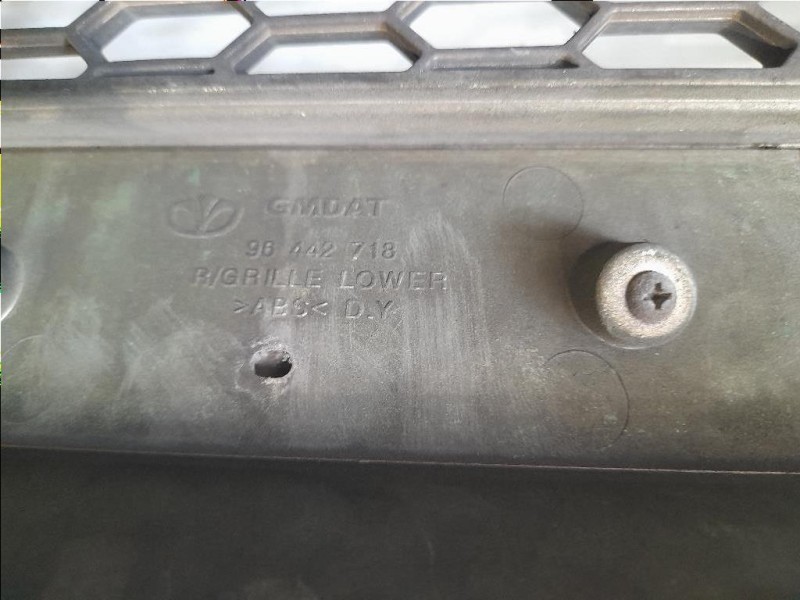 GMDAT
96 442 718
R/GRILLE LOWER
>ABS< D.Y